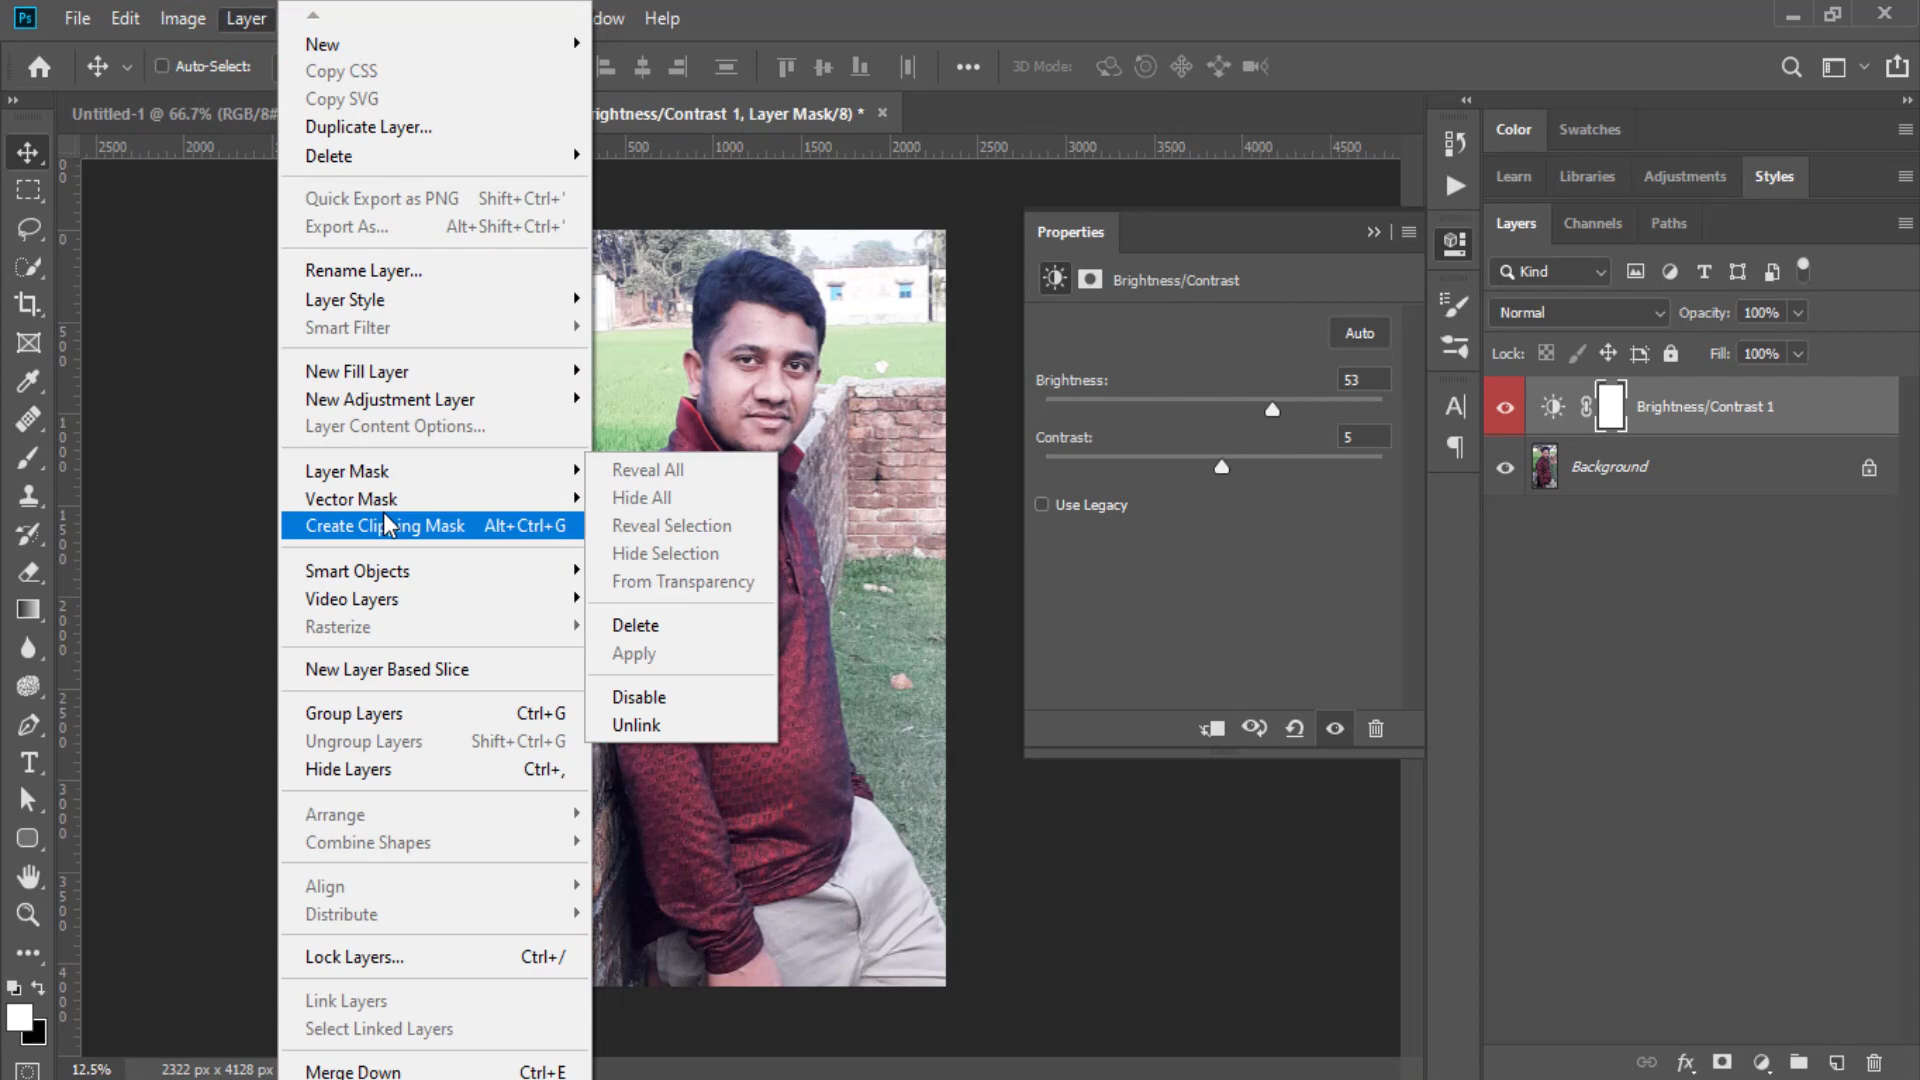 Ps File Edit Image Layer dow Help
Auto-Select: 3D Mode:
Untitled-1 @ 66.7% (RGB/8# rightness/Contrast 1, Layer Mask/8) *
2500 2000 500 1000 1500 2000 2500 3000 3500 4000 4500
New
Copy CSS
Copy SVG
Duplicate Layer...
Delete
Quick Export as PNG Shift+Ctrl+'
Export As... Alt+Shift+Ctrl+'
Rename Layer...
Layer Style
Smart Filter
New Fill Layer
New Adjustment Layer
Layer Content Options...
Layer Mask
Vector Mask
Create Clipping Mask Alt+Ctrl+G
Smart Objects
Video Layers
Rasterize
New Layer Based Slice
Group Layers Ctrl+G
Ungroup Layers Shift+Ctrl+G
Hide Layers Ctrl+,
Arrange
Combine Shapes
Align
Distribute
Lock Layers... Ctrl+/
Link Layers
Select Linked Layers
Merge Down Ctrl+E
Reveal All
Hide All
Reveal Selection
Hide Selection
From Transparency
Delete
Apply
Disable
Unlink
Properties
Brightness/Contrast
Auto
Brightness: 53
Contrast: 5
Use Legacy
Color Swatches
Learn Libraries Adjustments Styles
Layers Channels Paths
Kind
Normal Opacity: 100%
Lock: Fill: 100%
Brightness/Contrast 1
Background
12.5% 2322 px x 4128 px